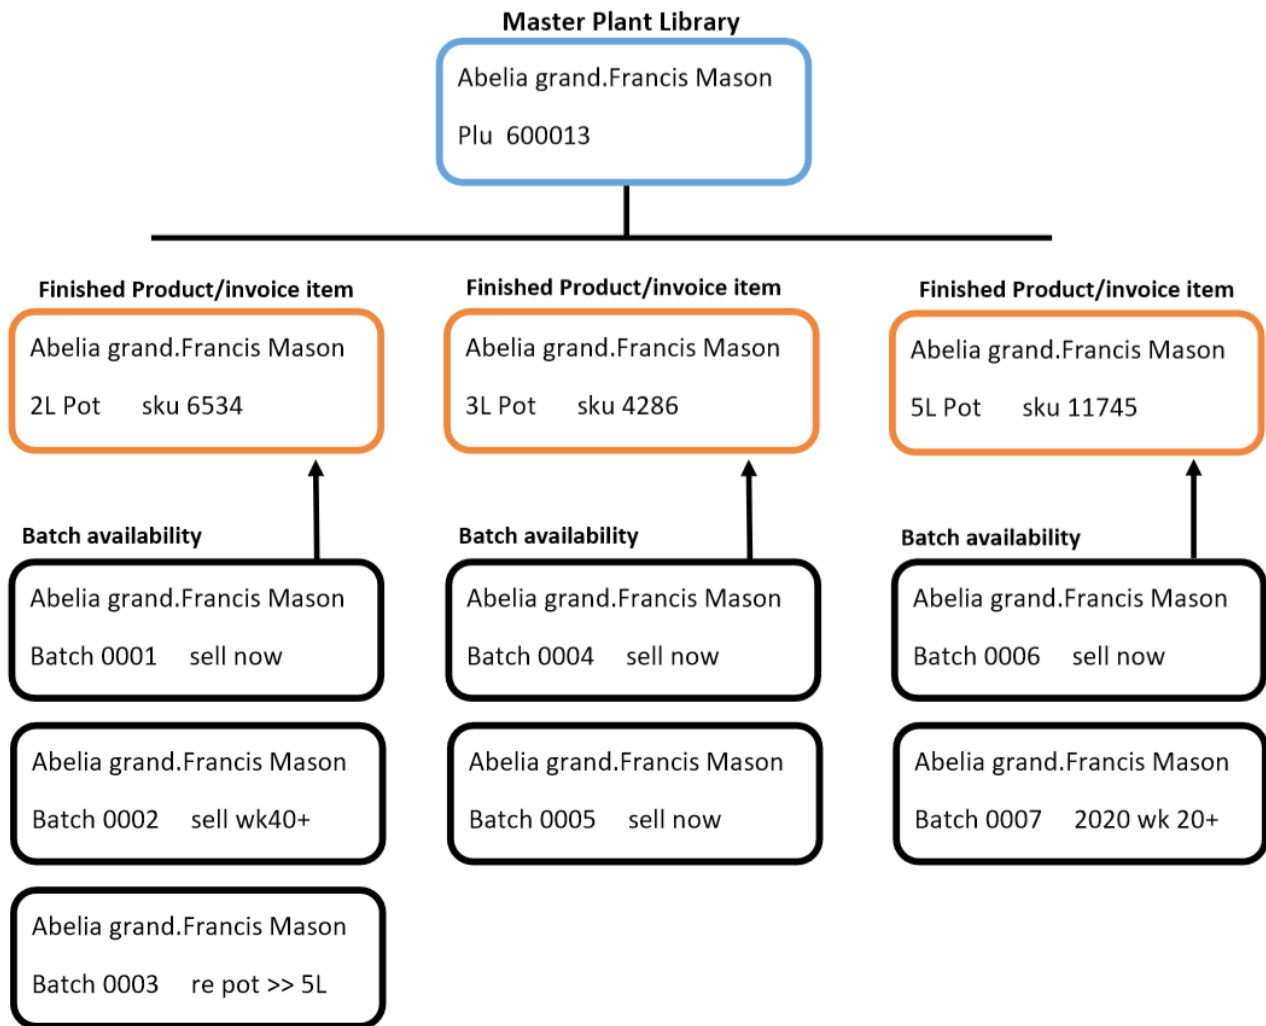 Master Plant Library
Abelia grand.Francis Mason
Plu 600013
Finished Product/invoice item
Abelia grand.Francis Mason
2L Pot sku 6534
Finished Product/invoice item
Abelia grand.Francis Mason
3L Pot sku 4286
Finished Product/invoice item
Abelia grand.Francis Mason
5L Pot sku 11745
Batch availability
Abelia grand.Francis Mason
Batch 0001 sell now
Abelia grand.Francis Mason
Batch 0002 sell wk40+
Abelia grand.Francis Mason
Batch 0003 re pot >> 5L
Batch availability
Abelia grand.Francis Mason
Batch 0004 sell now
Abelia grand.Francis Mason
Batch 0005 sell now
Batch availability
Abelia grand.Francis Mason
Batch 0006 sell now
Abelia grand.Francis Mason
Batch 0007 2020 wk 20+